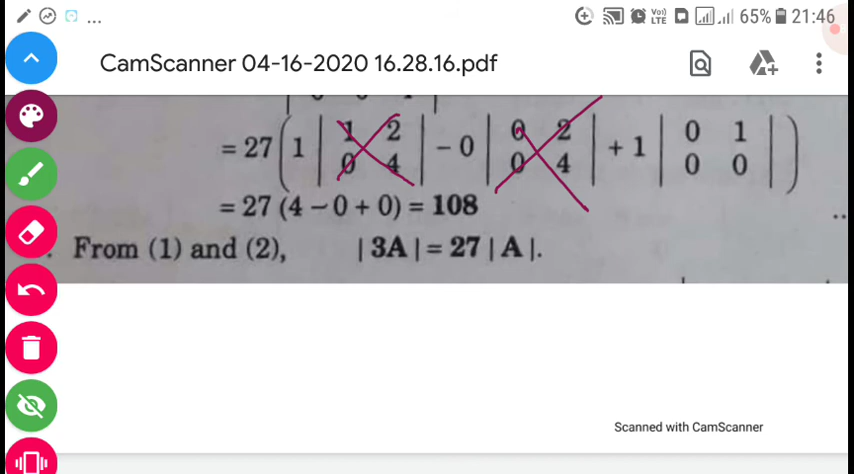 ... Vo) LTE 65% 21:46
CamScanner 04-16-2020 16.28.16.pdf
= 27 ( 1 | 1 2 | - 0 | 0 2 | + 1 | 0 1 | )
| 0 4 | | 0 4 | | 0 0 |
= 27 (4 - 0 + 0) = 108
From (1) and (2), | 3A | = 27 | A |.
Scanned with CamScanner